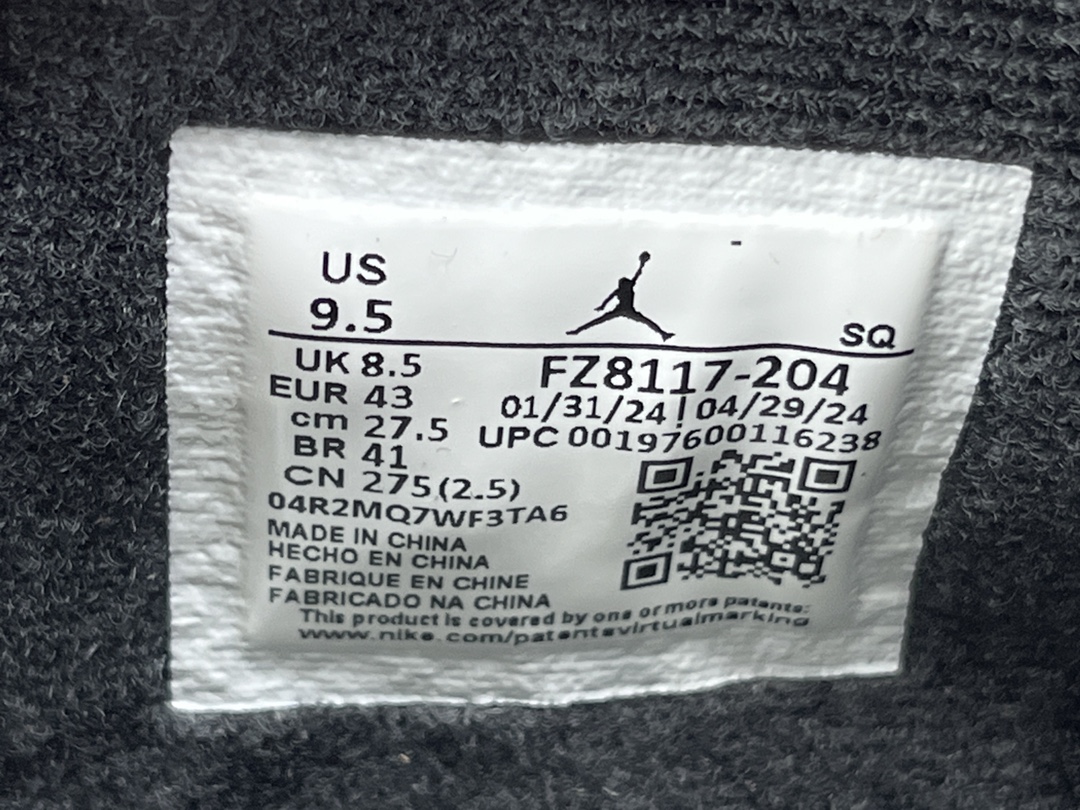 US
9.5
SQ
UK 8.5
EUR 43
cm 27.5
BR 41
CN 275(2.5)
FZ8117-204
01/31/24 | 04/29/24
UPC 00197600116238
04R2MQ7WF3TA6
MADE IN CHINA
HECHO EN CHINA
FABRIQUE EN CHINE
FABRICADO NA CHINA
This product is covered by one or more patents:
www.nike.com/patentsvirtualmarking